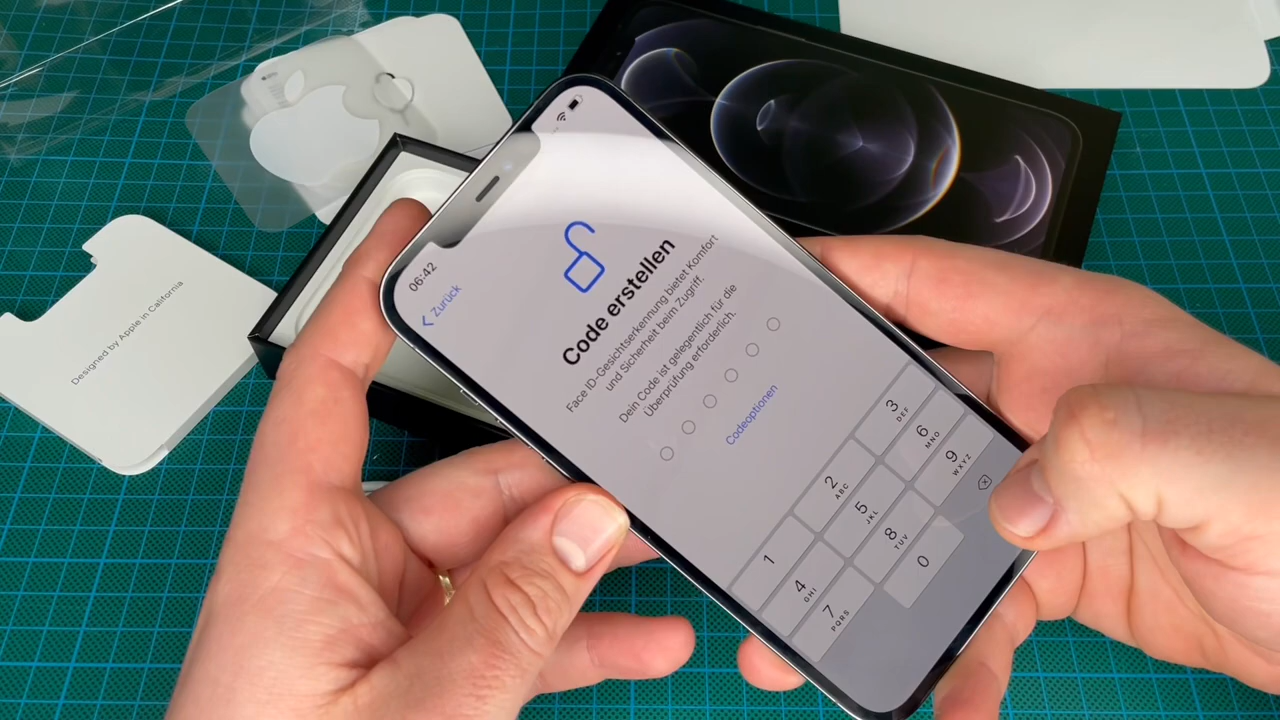 Designed by Apple in California
06:42
Zurück
Code erstellen
Face ID-Gesichtserkennung bietet Komfort
und Sicherheit beim Zugriff.
Dein Code ist gelegentlich für die
Überprüfung erforderlich.
Codeoptionen
1
2 ABC
3 DEF
4 GHI
5 JKL
6 MNO
7 PQRS
8 TUV
9 WXYZ
0